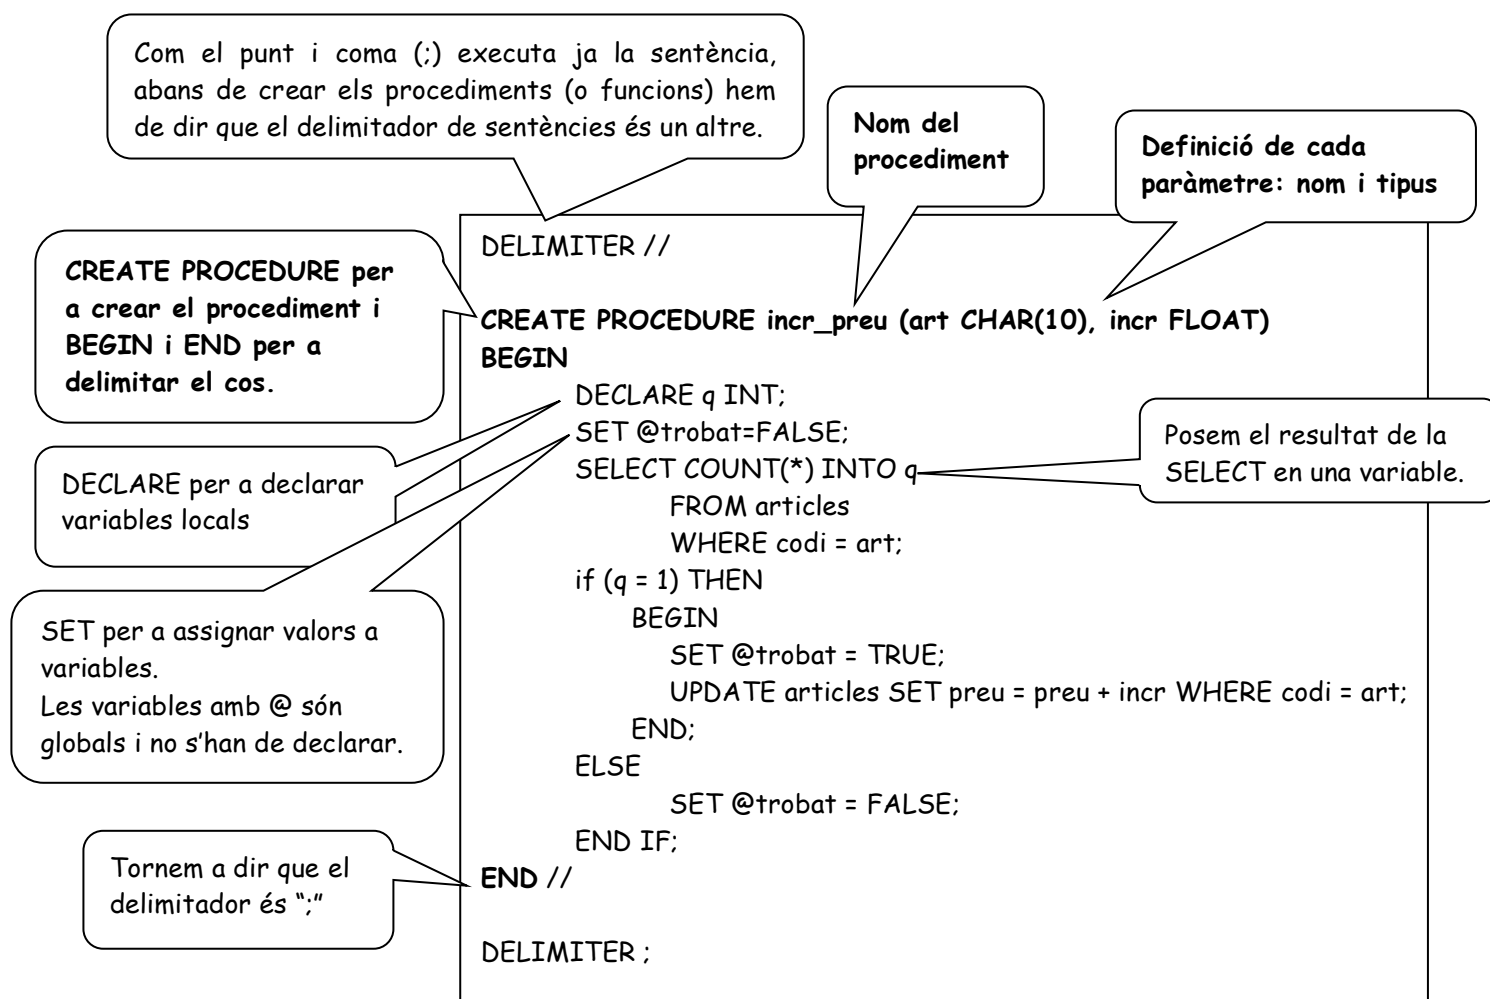 Com el punt i coma (;) executa ja la sentència,
abans de crear els procediments (o funcions) hem
de dir que el delimitador de sentències és un altre.
Nom del
procediment
Definició de cada
paràmetre: nom i tipus
CREATE PROCEDURE per
a crear el procediment i
BEGIN i END per a
delimitar el cos.
DECLARE per a declarar
variables locals
SET per a assignar valors a
variables.
Les variables amb @ són
globals i no s'han de declarar.
Tornem a dir que el
delimitador és “;”
Posem el resultat de la
SELECT en una variable.
DELIMITER //
CREATE PROCEDURE incr_preu (art CHAR(10), incr FLOAT)
BEGIN
DECLARE q INT;
SET @trobat=FALSE;
SELECT COUNT(*) INTO q
FROM articles
WHERE codi = art;
if (q = 1) THEN
BEGIN
SET @trobat = TRUE;
UPDATE articles SET preu = preu + incr WHERE codi = art;
END;
ELSE
SET @trobat = FALSE;
END IF;
END //
DELIMITER ;